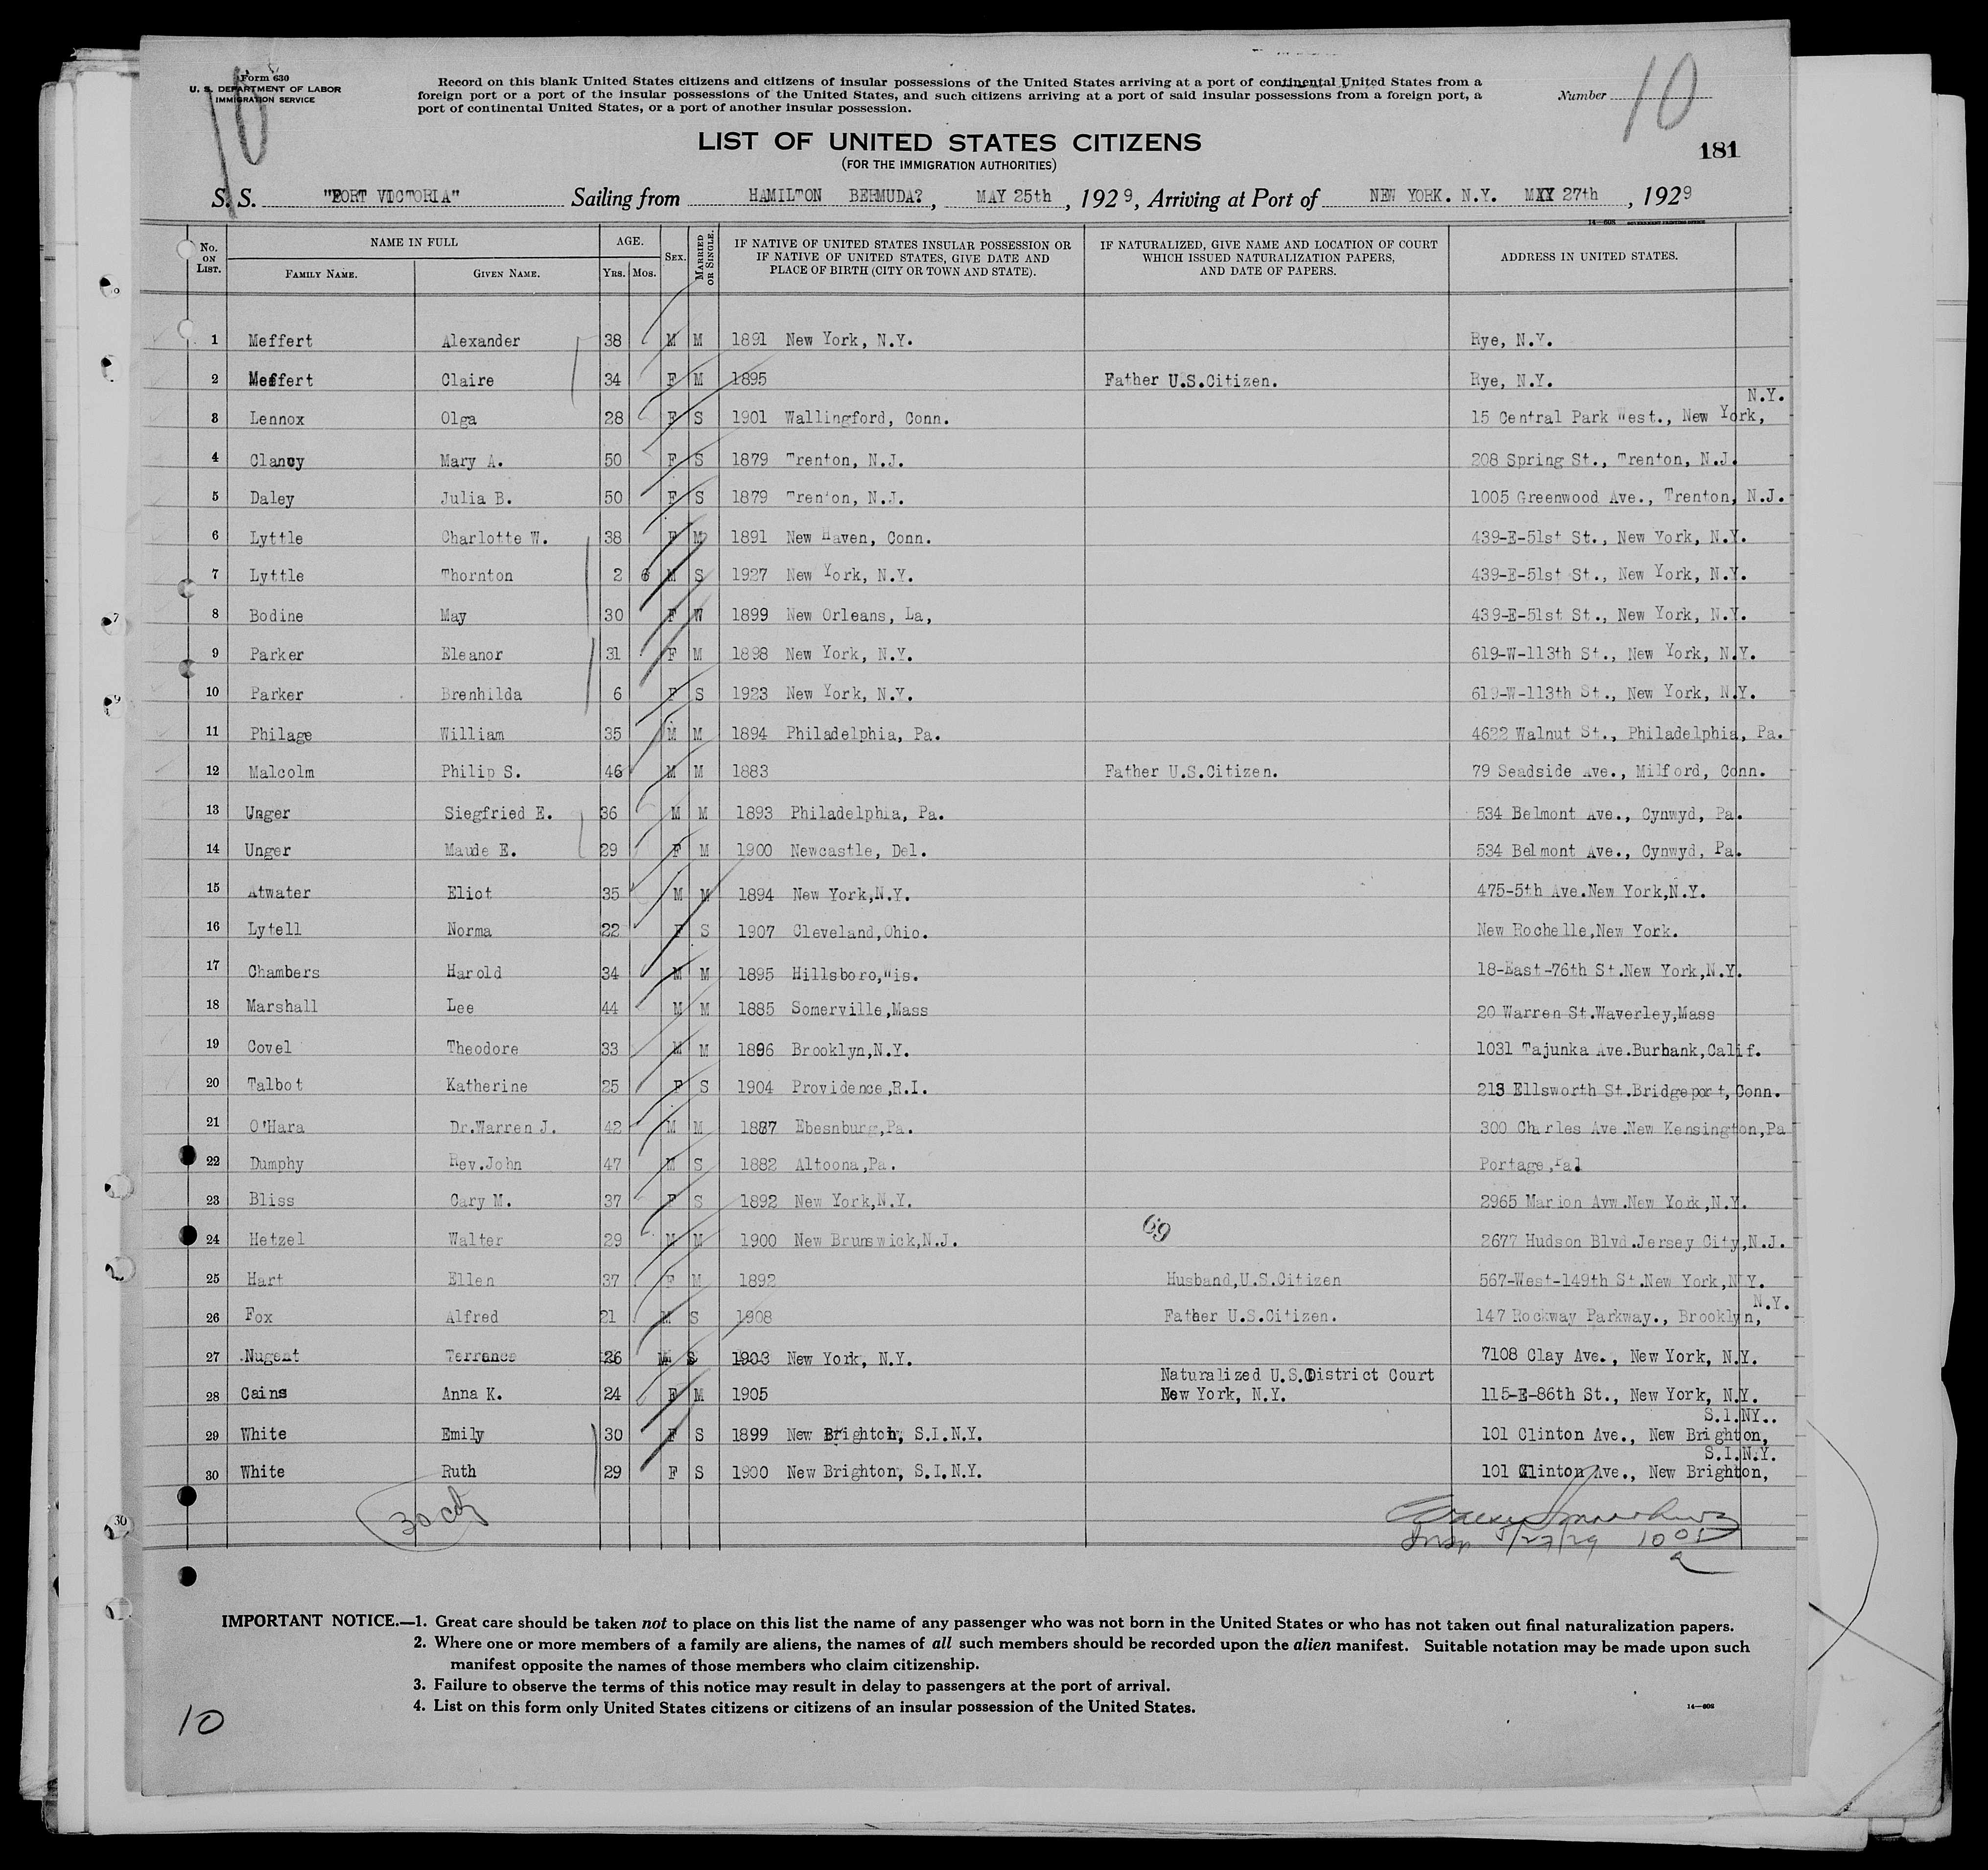 Form 630
U. S. DEPARTMENT OF LABOR
IMMIGRATION SERVICE
10
Record on this blank United States citizens and citizens of insular possessions of the United States arriving at a port of continental United States from a
foreign port or a port of the insular possessions of the United States, and such citizens arriving at a port of said insular possessions from a foreign port, a
port of continental United States, or a port of another insular possession.
Number 10
LIST OF UNITED STATES CITIZENS
(FOR THE IMMIGRATION AUTHORITIES)
181
S. S. "FORT VICTORIA" Sailing from HAMILTON BERMUDA?, MAY 25th, 1929, Arriving at Port of NEW YORK. N.Y. MAY 27th, 1929
14—608 GOVERNMENT PRINTING OFFICE
No. ON LIST. NAME IN FULL FAMILY NAME. GIVEN NAME. AGE. YRS. MOS. SEX. MARRIED OR SINGLE. IF NATIVE OF UNITED STATES INSULAR POSSESSION OR IF NATIVE OF UNITED STATES, GIVE DATE AND PLACE OF BIRTH (CITY OR TOWN AND STATE). IF NATURALIZED, GIVE NAME AND LOCATION OF COURT WHICH ISSUED NATURALIZATION PAPERS, AND DATE OF PAPERS. ADDRESS IN UNITED STATES.
1 Meffert Alexander 38 M M 1891 New York, N.Y. Rye, N.Y.
2 Meffert Claire 34 F M 1895 Father U.S.Citizen. Rye, N.Y.
3 Lennox Olga 28 F S 1901 Wallingford, Conn. 15 Central Park West., New York, N.Y.
4 Clancy Mary A. 50 F S 1879 Trenton, N.J. 208 Spring St., Trenton, N.J.
5 Daley Julia B. 50 F S 1879 Trenton, N.J. 1005 Greenwood Ave., Trenton, N.J.
6 Lyttle Charlotte W. 38 F M 1891 New Haven, Conn. 439-E-51st St., New York, N.Y.
7 Lyttle Thornton 2 6 M S 1927 New York, N.Y. 439-E-51st St., New York, N.Y.
8 Bodine May 30 F W 1899 New Orleans, La, 439-E-51st St., New York, N.Y.
9 Parker Eleanor 31 F M 1898 New York, N.Y. 619-W-113th St., New York, N.Y.
10 Parker Brenhilda 6 F S 1923 New York, N.Y. 619-W-113th St., New York, N.Y.
11 Philage William 35 M M 1894 Philadelphia, Pa. 4622 Walnut St., Philadelphia, Pa.
12 Malcolm Philip S. 46 M M 1883 Father U.S.Citizen. 79 Seadside Ave., Milford, Conn.
13 Unger Siegfried E. 36 M M 1893 Philadelphia, Pa. 534 Belmont Ave., Cynwyd, Pa.
14 Unger Maude E. 29 F M 1900 Newcastle, Del. 534 Belmont Ave., Cynwyd, Pa.
15 Atwater Eliot 35 M M 1894 New York,N.Y. 475-5th Ave.New York,N.Y.
16 Lytell Norma 22 F S 1907 Cleveland,Ohio. New Rochelle,New York.
17 Chambers Harold 34 M M 1895 Hillsboro,Wis. 18-East-76th St.New York,N.Y.
18 Marshall Lee 44 M M 1885 Somerville,Mass 20 Warren St.Waverley,Mass
19 Covel Theodore 33 M M 1896 Brooklyn,N.Y. 1031 Tajunka Ave.Burbank,Calif.
20 Talbot Katherine 25 F S 1904 Providence,R.I. 213 Ellsworth St.Bridgeport,Conn.
21 O'Hara Dr.Warren J. 42 M M 1887 Ebesnburg,Pa. 300 Charles Ave.New Kensington,Pa
22 Dumphy Rev.John 47 M S 1882 Altoona,Pa. Portage,Pa
23 Bliss Cary M. 37 F S 1892 New York,N.Y. 2965 Marion Avw.New York,N.Y.
69
24 Hetzel Walter 29 M M 1900 New Brunswick,N.J. 2677 Hudson Blvd.Jersey City,N.J.
25 Hart Ellen 37 F M 1892 Husband,U.S.Citizen 567-West-149th St.New York,N.Y.
26 Fox Alfred 21 M S 1908 Father U.S.Citizen. 147 Rockway Parkway., Brooklyn, N.Y.
27 Nugent Terrance 26 M S 1903 New York, N.Y. 7108 Clay Ave., New York, N.Y.
28 Cains Anna K. 24 F M 1905 Naturalized U.S.District Court New York, N.Y. 115-E-86th St., New York, N.Y.
29 White Emily 30 F S 1899 New Brighton, S.I.N.Y. 101 Clinton Ave., New Brighton, S.I.NY..
30 White Ruth 29 F S 1900 New Brighton, S.I.N.Y. 101 Clinton Ave., New Brighton, S.I.N.Y.
30
Insp 5/27/29
IMPORTANT NOTICE.—1. Great care should be taken not to place on this list the name of any passenger who was not born in the United States or who has not taken out final naturalization papers.
2. Where one or more members of a family are aliens, the names of all such members should be recorded upon the alien manifest. Suitable notation may be made upon such
manifest opposite the names of those members who claim citizenship.
3. Failure to observe the terms of this notice may result in delay to passengers at the port of arrival.
4. List on this form only United States citizens or citizens of an insular possession of the United States.
14—608
10